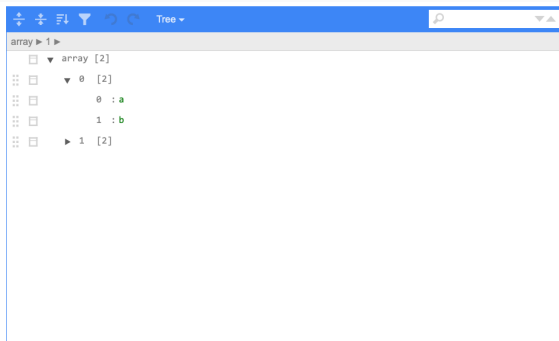 Tree
array ► 1 ►
array [2]
0 [2]
0 : a
1 : b
1 [2]